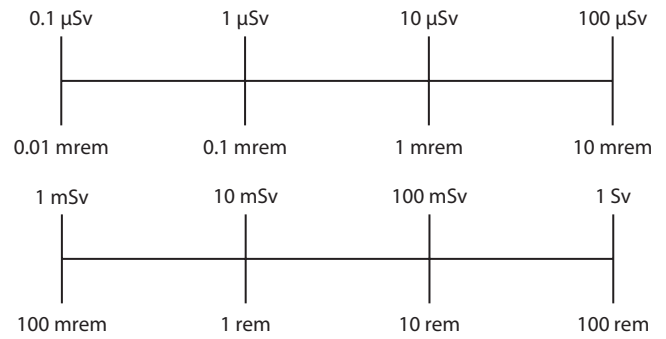 0.1 μSv 1 μSv 10 μSv 100 μSv
0.01 mrem 0.1 mrem 1 mrem 10 mrem
1 mSv 10 mSv 100 mSv 1 Sv
100 mrem 1 rem 10 rem 100 rem